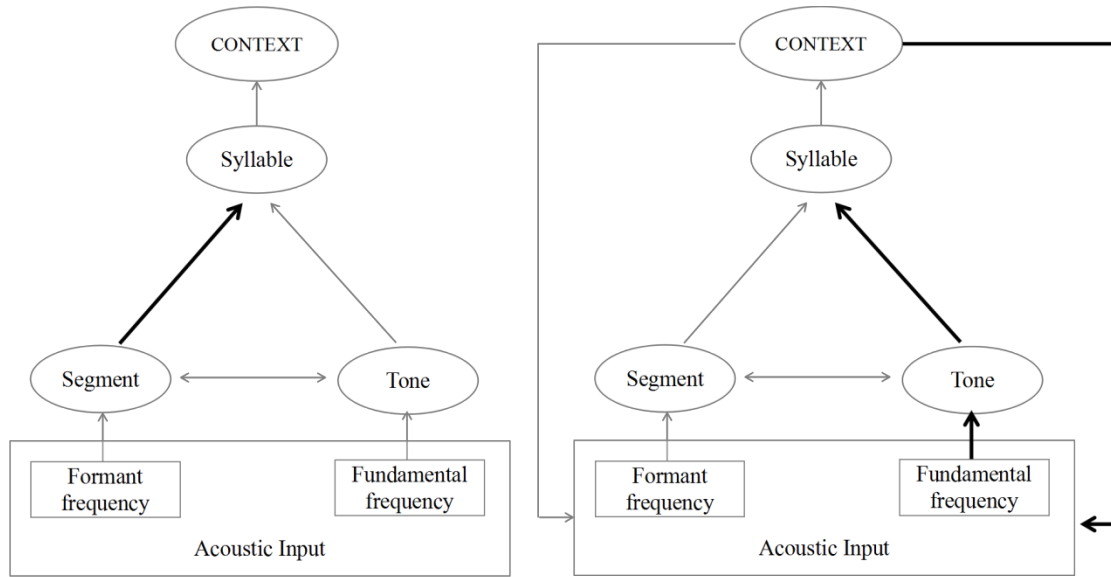 CONTEXT
Syllable
Segment
Tone
Formant
frequency
Fundamental
frequency
Acoustic Input
CONTEXT
Syllable
Segment
Tone
Formant
frequency
Fundamental
frequency
Acoustic Input